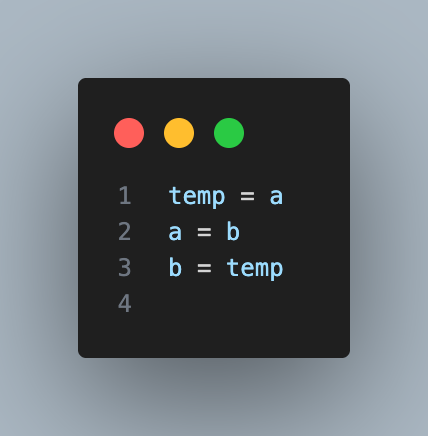 1 temp = a
2 a = b
3 b = temp
4